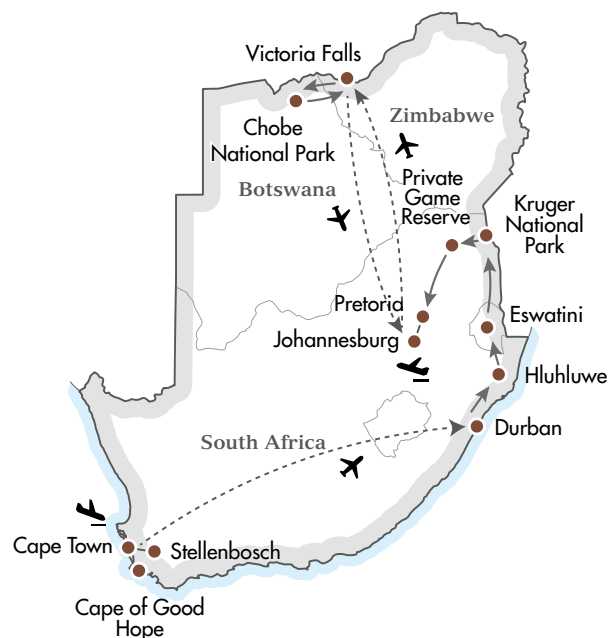 Victoria Falls
Chobe
National Park
Zimbabwe
Botswana
Private
Game
Reserve
Kruger
National
Park
Pretoria
Johannesburg
Eswatini
Hluhluwe
Durban
South Africa
Cape Town
Stellenbosch
Cape of Good
Hope